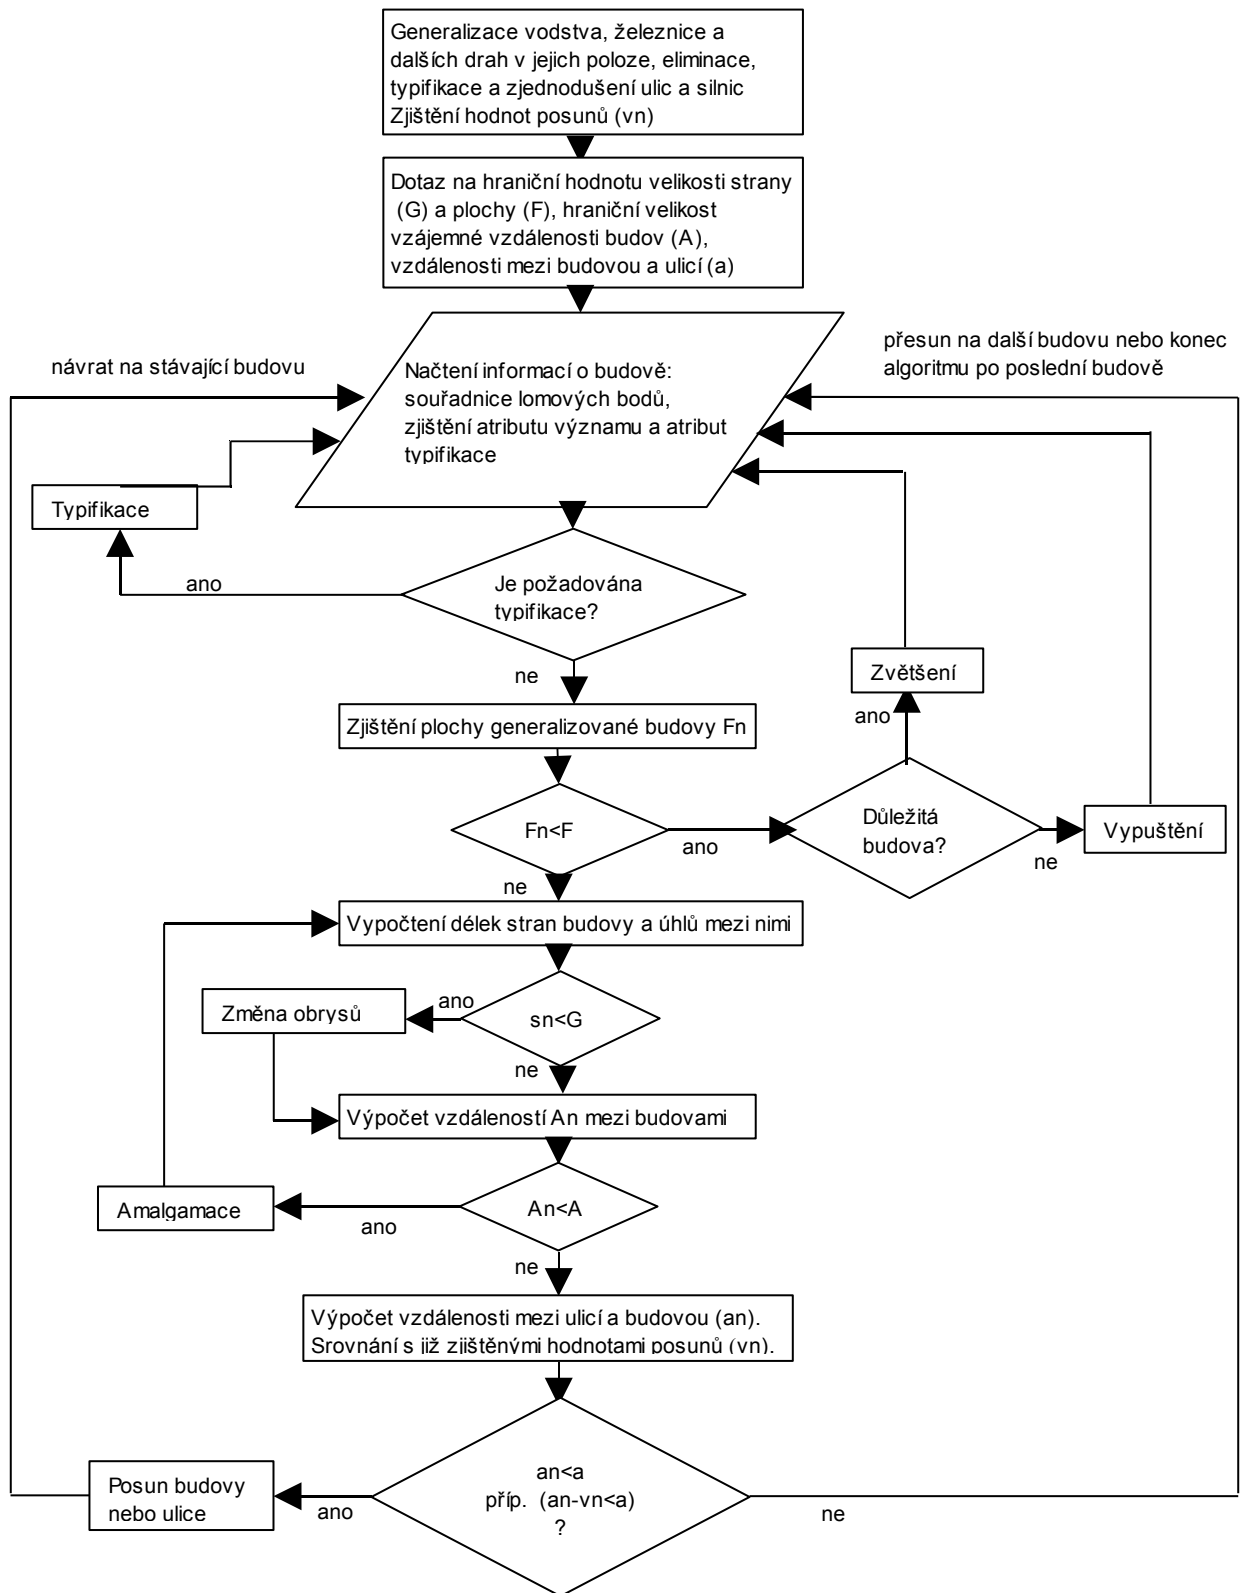 Generalizace vodstva, železnice a
dalších drah v jejich poloze, eliminace,
typifikace a zjednodušení ulic a silnic
Zjištění hodnot posunů (vn)
Dotaz na hraniční hodnotu velikosti strany
(G) a plochy (F), hraniční velikost
vzájemné vzdálenosti budov (A),
vzdálenosti mezi budovou a ulicí (a)
návrat na stávající budovu
přesun na další budovu nebo konec
algoritmu po poslední budově
Načtení informací o budově:
souřadnice lomových bodů,
zjištění atributu významu a atribut
typifikace
Typifikace
ano
Je požadována
typifikace?
ne
Zvětšení
ano
Zjištění plochy generalizované budovy Fn
Fn<F
ano
Důležitá
budova?
ne
Vypuštění
ne
Vypočtení délek stran budovy a úhlů mezi nimi
Změna obrysů
ano
sn<G
ne
Výpočet vzdáleností An mezi budovami
Amalgamace
ano
An<A
ne
Výpočet vzdálenosti mezi ulicí a budovou (an).
Srovnání s již zjištěnými hodnotami posunů (vn).
Posun budovy
nebo ulice
ano
an<a
příp. (an-vn<a)
?
ne